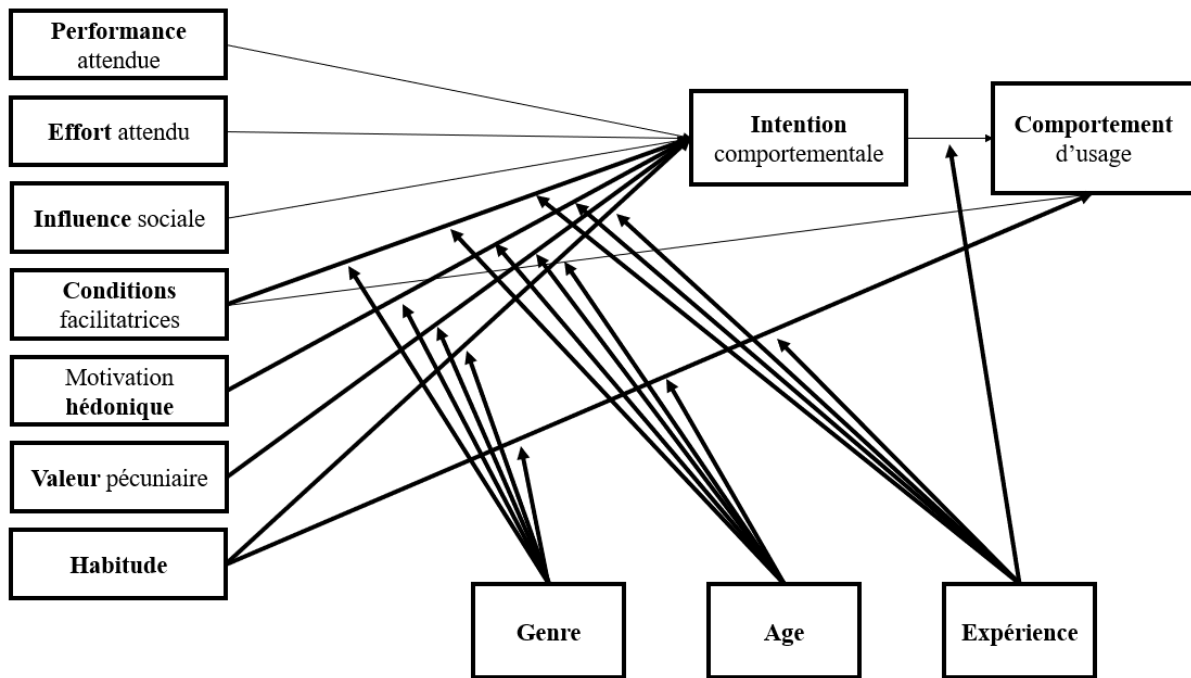 Performance
attendue
Effort attendu
Influence sociale
Conditions
facilitatrices
Motivation
hédonique
Valeur pécuniaire
Habitude
Intention
comportementale
Comportement
d’usage
Genre
Age
Expérience